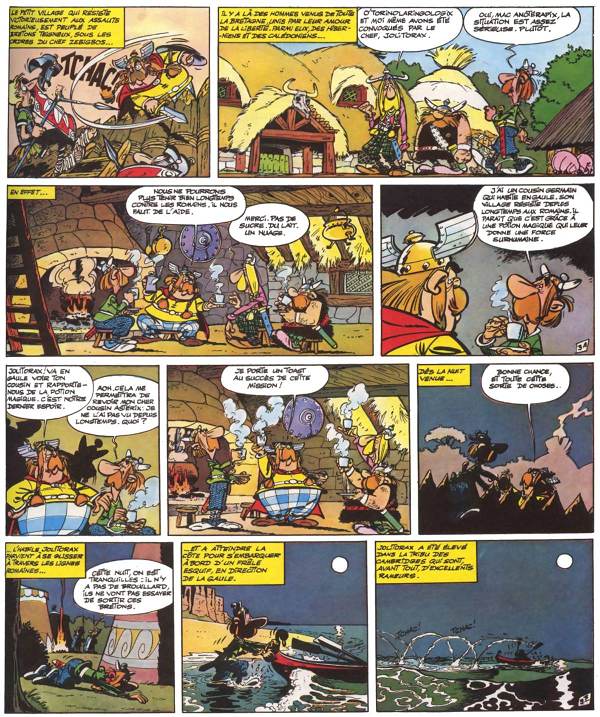 LE PETIT VILLAGE QUI RÉSISTE
VICTORIEUSEMENT AUX ASSAUTS
ROMAINS, EST PEUPLÉ DE
BRETONS TEIGNEUX, SOUS LES
ORDRES DU CHEF ZEBIGBOS...
TCHAC!
IL Y A LÀ DES HOMMES VENUS DE TOUTE
LA BRETAGNE, UNIS PAR LEUR AMOUR
DE LA LIBERTÉ. PARMI EUX, DES HIBER-
NIENS ET DES CALÉDONIENS...
O'TORINOLARINGOLOGIX
ET MOI MÊME AVONS ÉTÉ
CONVOQUÉS PAR LE
CHEF, JOLITORAX.
OUI, MAC ANOTÉRAPIX, LA
SITUATION EST ASSEZ
SÉRIEUSE. PLUTÔT.
EN EFFET...
NOUS NE POURRONS
PLUS TENIR BIEN LONGTEMPS
CONTRE LES ROMAINS. IL NOUS
FAUT DE L'AIDE.
MERCI. PAS DE
SUCRE. DU LAIT.
UN NUAGE.
J'AI UN COUSIN GERMAIN
QUI HABITE EN GAULE. SON
VILLAGE RÉSISTE DEPUIS
LONGTEMPS AUX ROMAINS. IL
PARAÎT QUE C'EST GRÂCE À
UNE POTION MAGIQUE QUI LEUR
DONNE UNE FORCE
SURHUMAINE.
3A
JOLITORAX! VA EN
GAULE VOIR TON
COUSIN ET RAPPORTE-
NOUS DE LA POTION
MAGIQUE. C'EST NOTRE
DERNIER ESPOIR.
AOH. CELA ME
PERMETTRA DE
REVOIR MON CHER
COUSIN ASTÉRIX. JE
NE L'AI PAS VU DEPUIS
LONGTEMPS. QUOI?
JE PORTE UN TOAST
AU SUCCÈS DE CETTE
MISSION!
DÈS LA NUIT
VENUE...
BONNE CHANCE,
ET TOUTE CETTE
SORTE DE CHOSES..
...L'HABILE JOLITORAX
PARVIENT À SE GLISSER
À TRAVERS LES LIGNES
ROMAINES...
CETTE NUIT, ON EST
TRANQUILLES : IL N'Y
A PAS DE BROUILLARD,
ILS NE VONT PAS ESSAYER
DE SORTIR CES
BRETONS.
...ET À ATTEINDRE LA
CÔTE POUR S'EMBARQUER
À BORD D'UN FRÊLE
ESQUIF, EN DIRECTION
DE LA GAULE.
JOLITORAX A ÉTÉ ÉLEVÉ
DANS LA TRIBU DES
CAMBRIDGES QUI SONT,
AVANT TOUT, D'EXCELLENTS
RAMEURS.
TCHAC!
TCHAC!